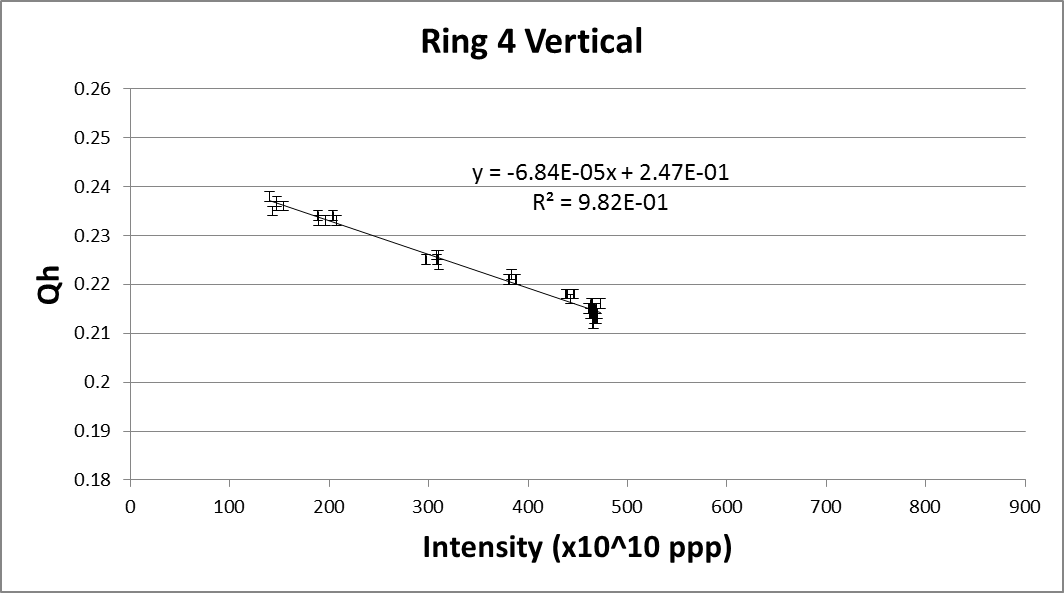 Ring 4 Vertical
0.26
0.25
0.24
0.23
0.22
0.21
0.2
0.19
0.18
Qh
y = -6.84E-05x + 2.47E-01
R² = 9.82E-01
0 100 200 300 400 500 600 700 800 900
Intensity (x10^10 ppp)